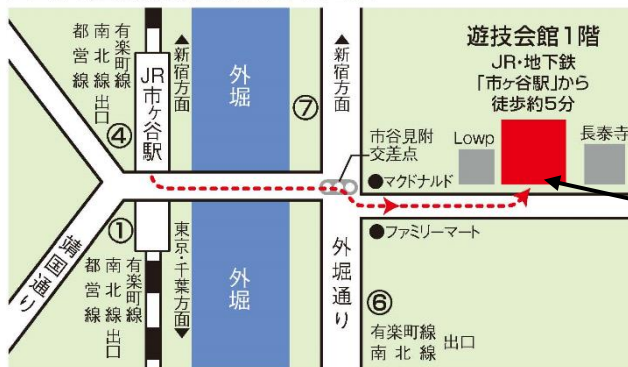 有楽町線
南北線
都営線
出口
④
JR市ヶ谷駅
▲新宿方面
外堀
⑦
▲新宿方面
遊技会館1階
JR・地下鉄
「市ケ谷駅」から
徒歩約5分
市谷見附
交差点
Lowp
長泰寺
●マクドナルド
●ファミリーマート
①
靖国通り
有楽町線
南北線
都営線
出口
東京・千葉方面▼
外堀
外堀通り
⑥
有楽町線
南北線
出口